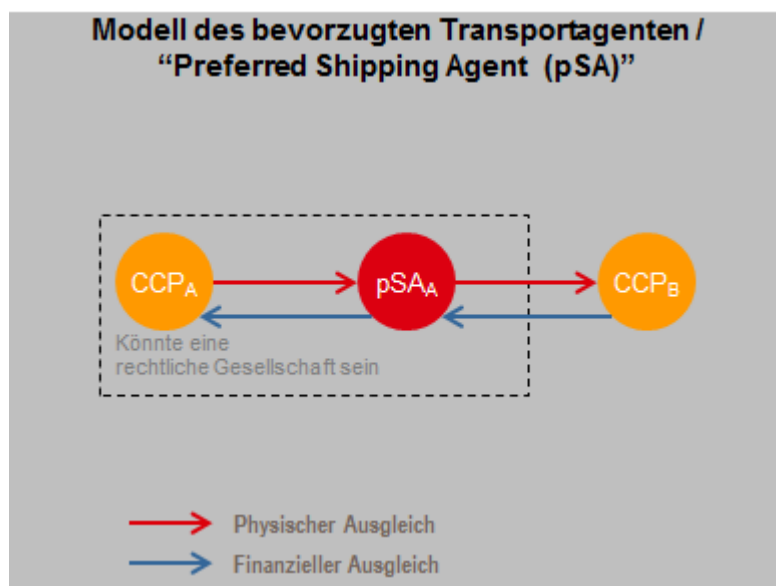 Modell des bevorzugten Transportagenten /
“Preferred Shipping Agent (pSA)”
CCPA pSAA CCPB
Könnte eine
rechtliche Gesellschaft sein
Physischer Ausgleich
Finanzieller Ausgleich